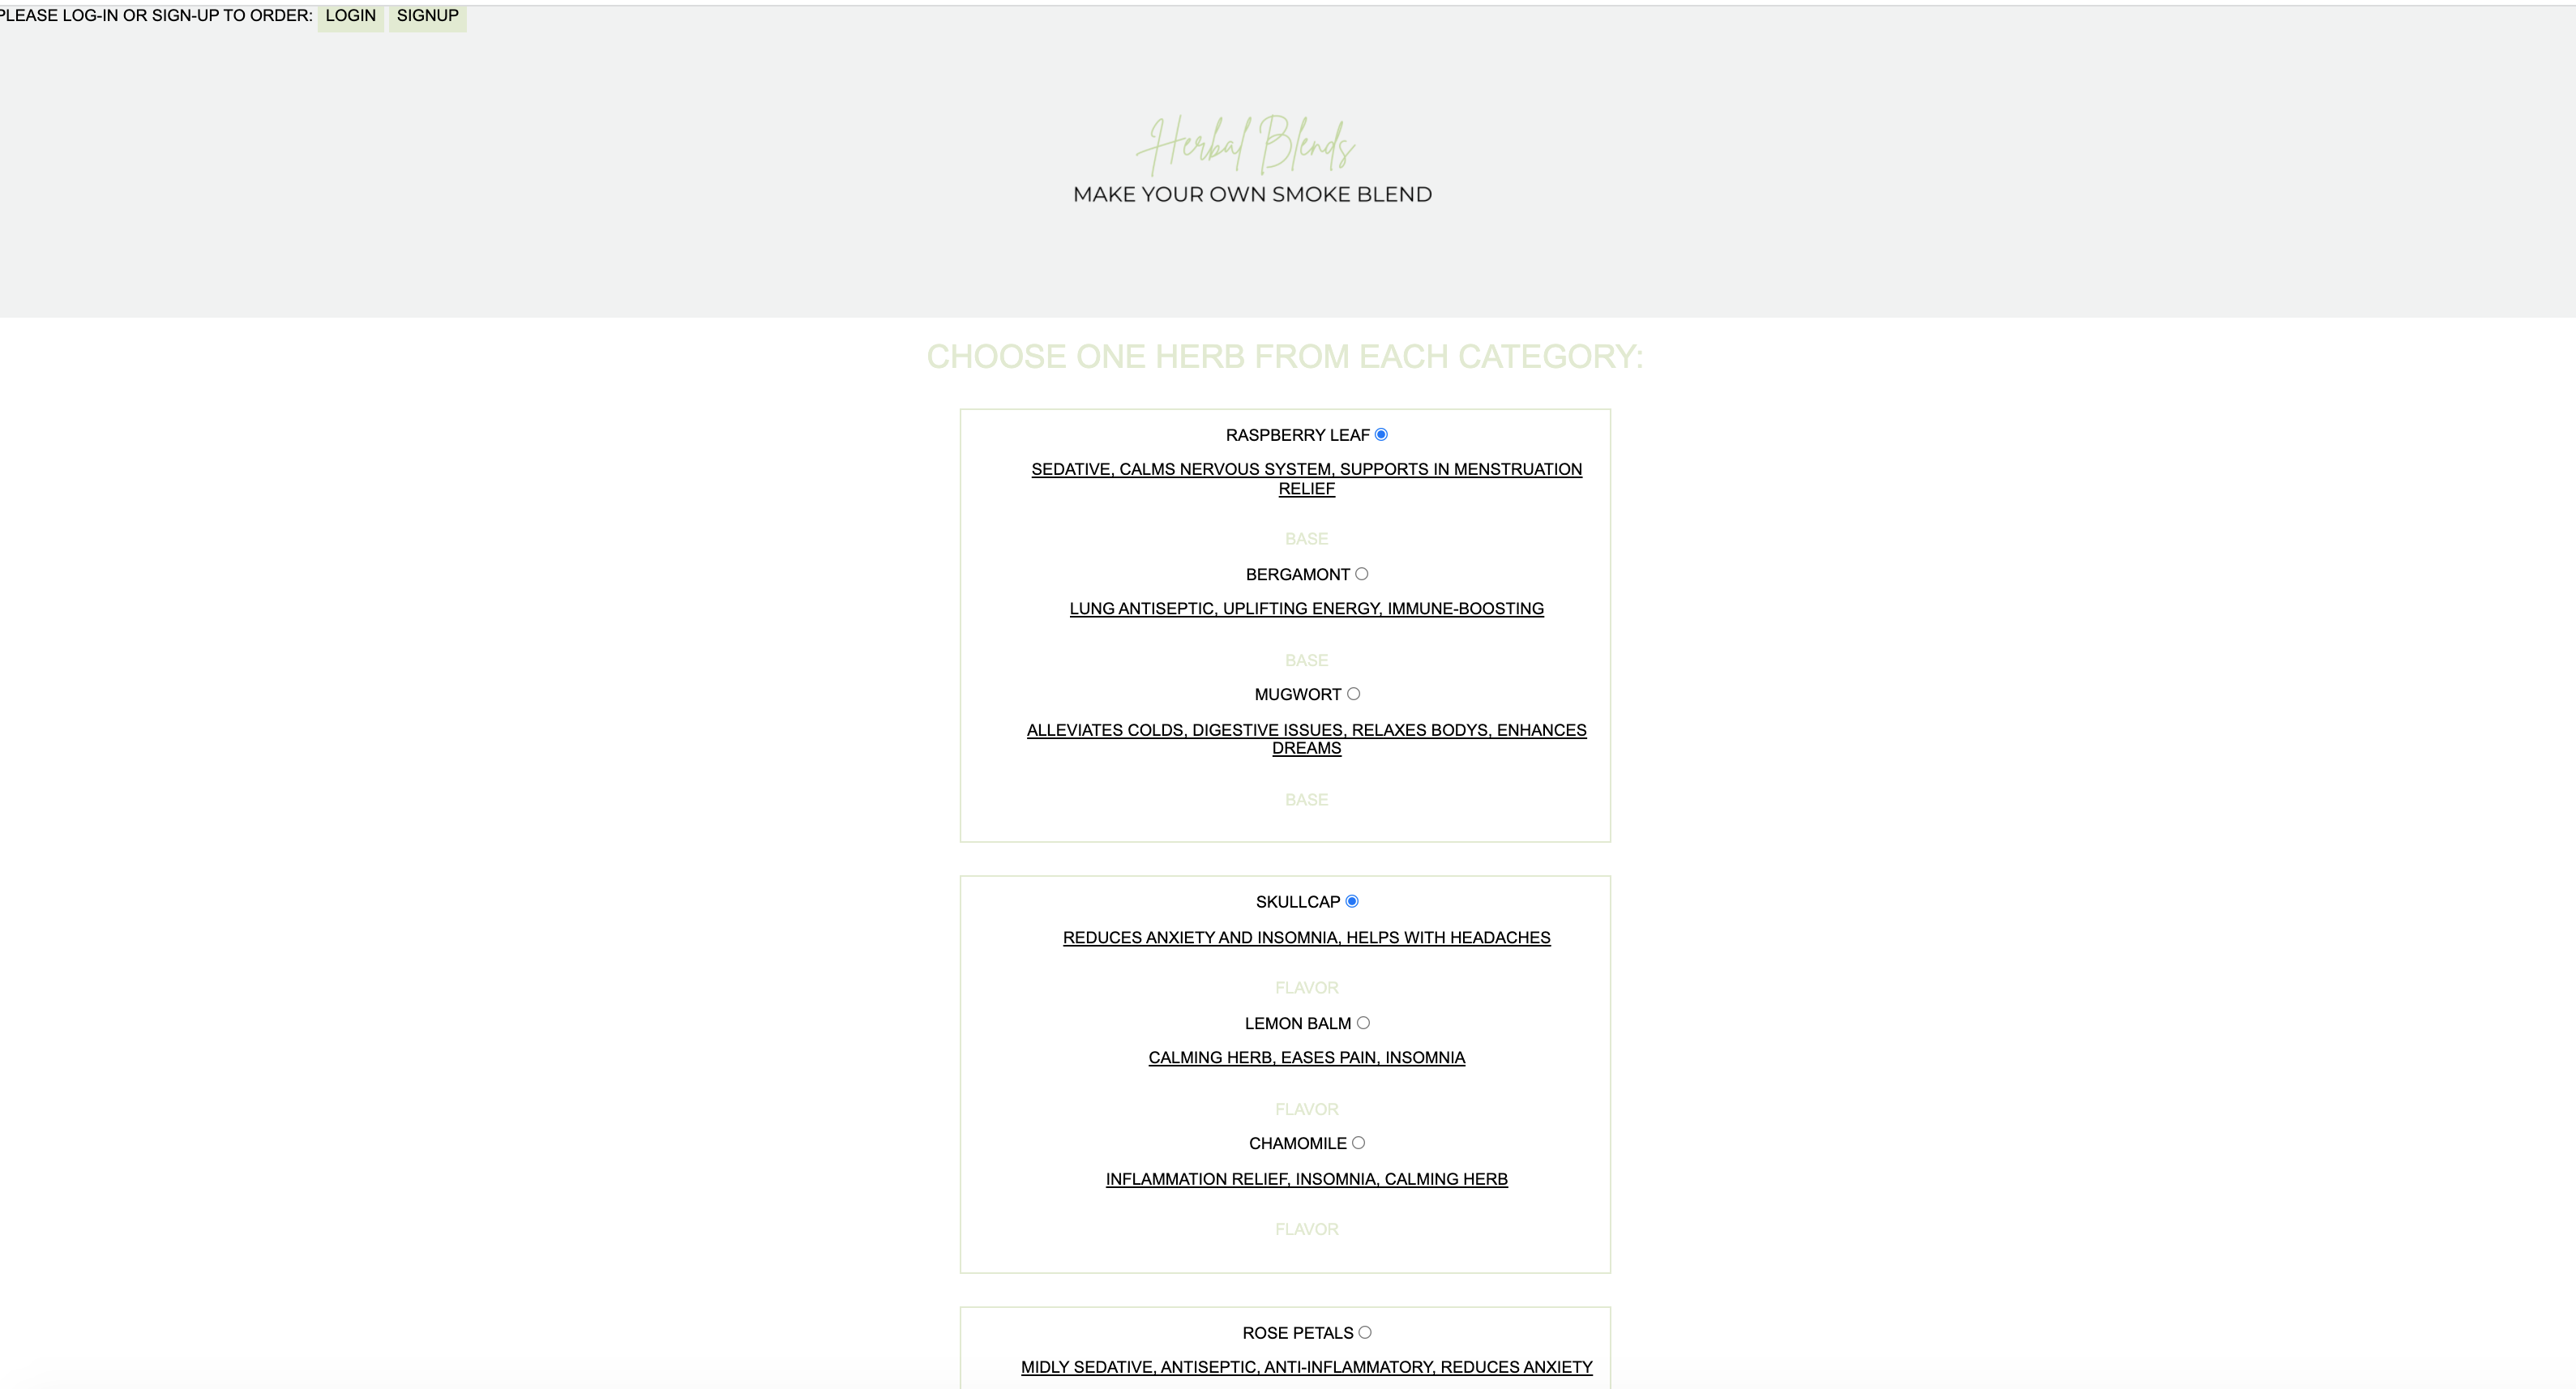 PLEASE LOG-IN OR SIGN-UP TO ORDER: LOGIN SIGNUP
Herbal Blends
MAKE YOUR OWN SMOKE BLEND
CHOOSE ONE HERB FROM EACH CATEGORY:
RASPBERRY LEAF
SEDATIVE, CALMS NERVOUS SYSTEM, SUPPORTS IN MENSTRUATION
RELIEF
BASE
BERGAMONT
LUNG ANTISEPTIC, UPLIFTING ENERGY, IMMUNE-BOOSTING
BASE
MUGWORT
ALLEVIATES COLDS, DIGESTIVE ISSUES, RELAXES BODYS, ENHANCES
DREAMS
BASE
SKULLCAP
REDUCES ANXIETY AND INSOMNIA, HELPS WITH HEADACHES
FLAVOR
LEMON BALM
CALMING HERB, EASES PAIN, INSOMNIA
FLAVOR
CHAMOMILE
INFLAMMATION RELIEF, INSOMNIA, CALMING HERB
FLAVOR
ROSE PETALS
MIDLY SEDATIVE, ANTISEPTIC, ANTI-INFLAMMATORY, REDUCES ANXIETY